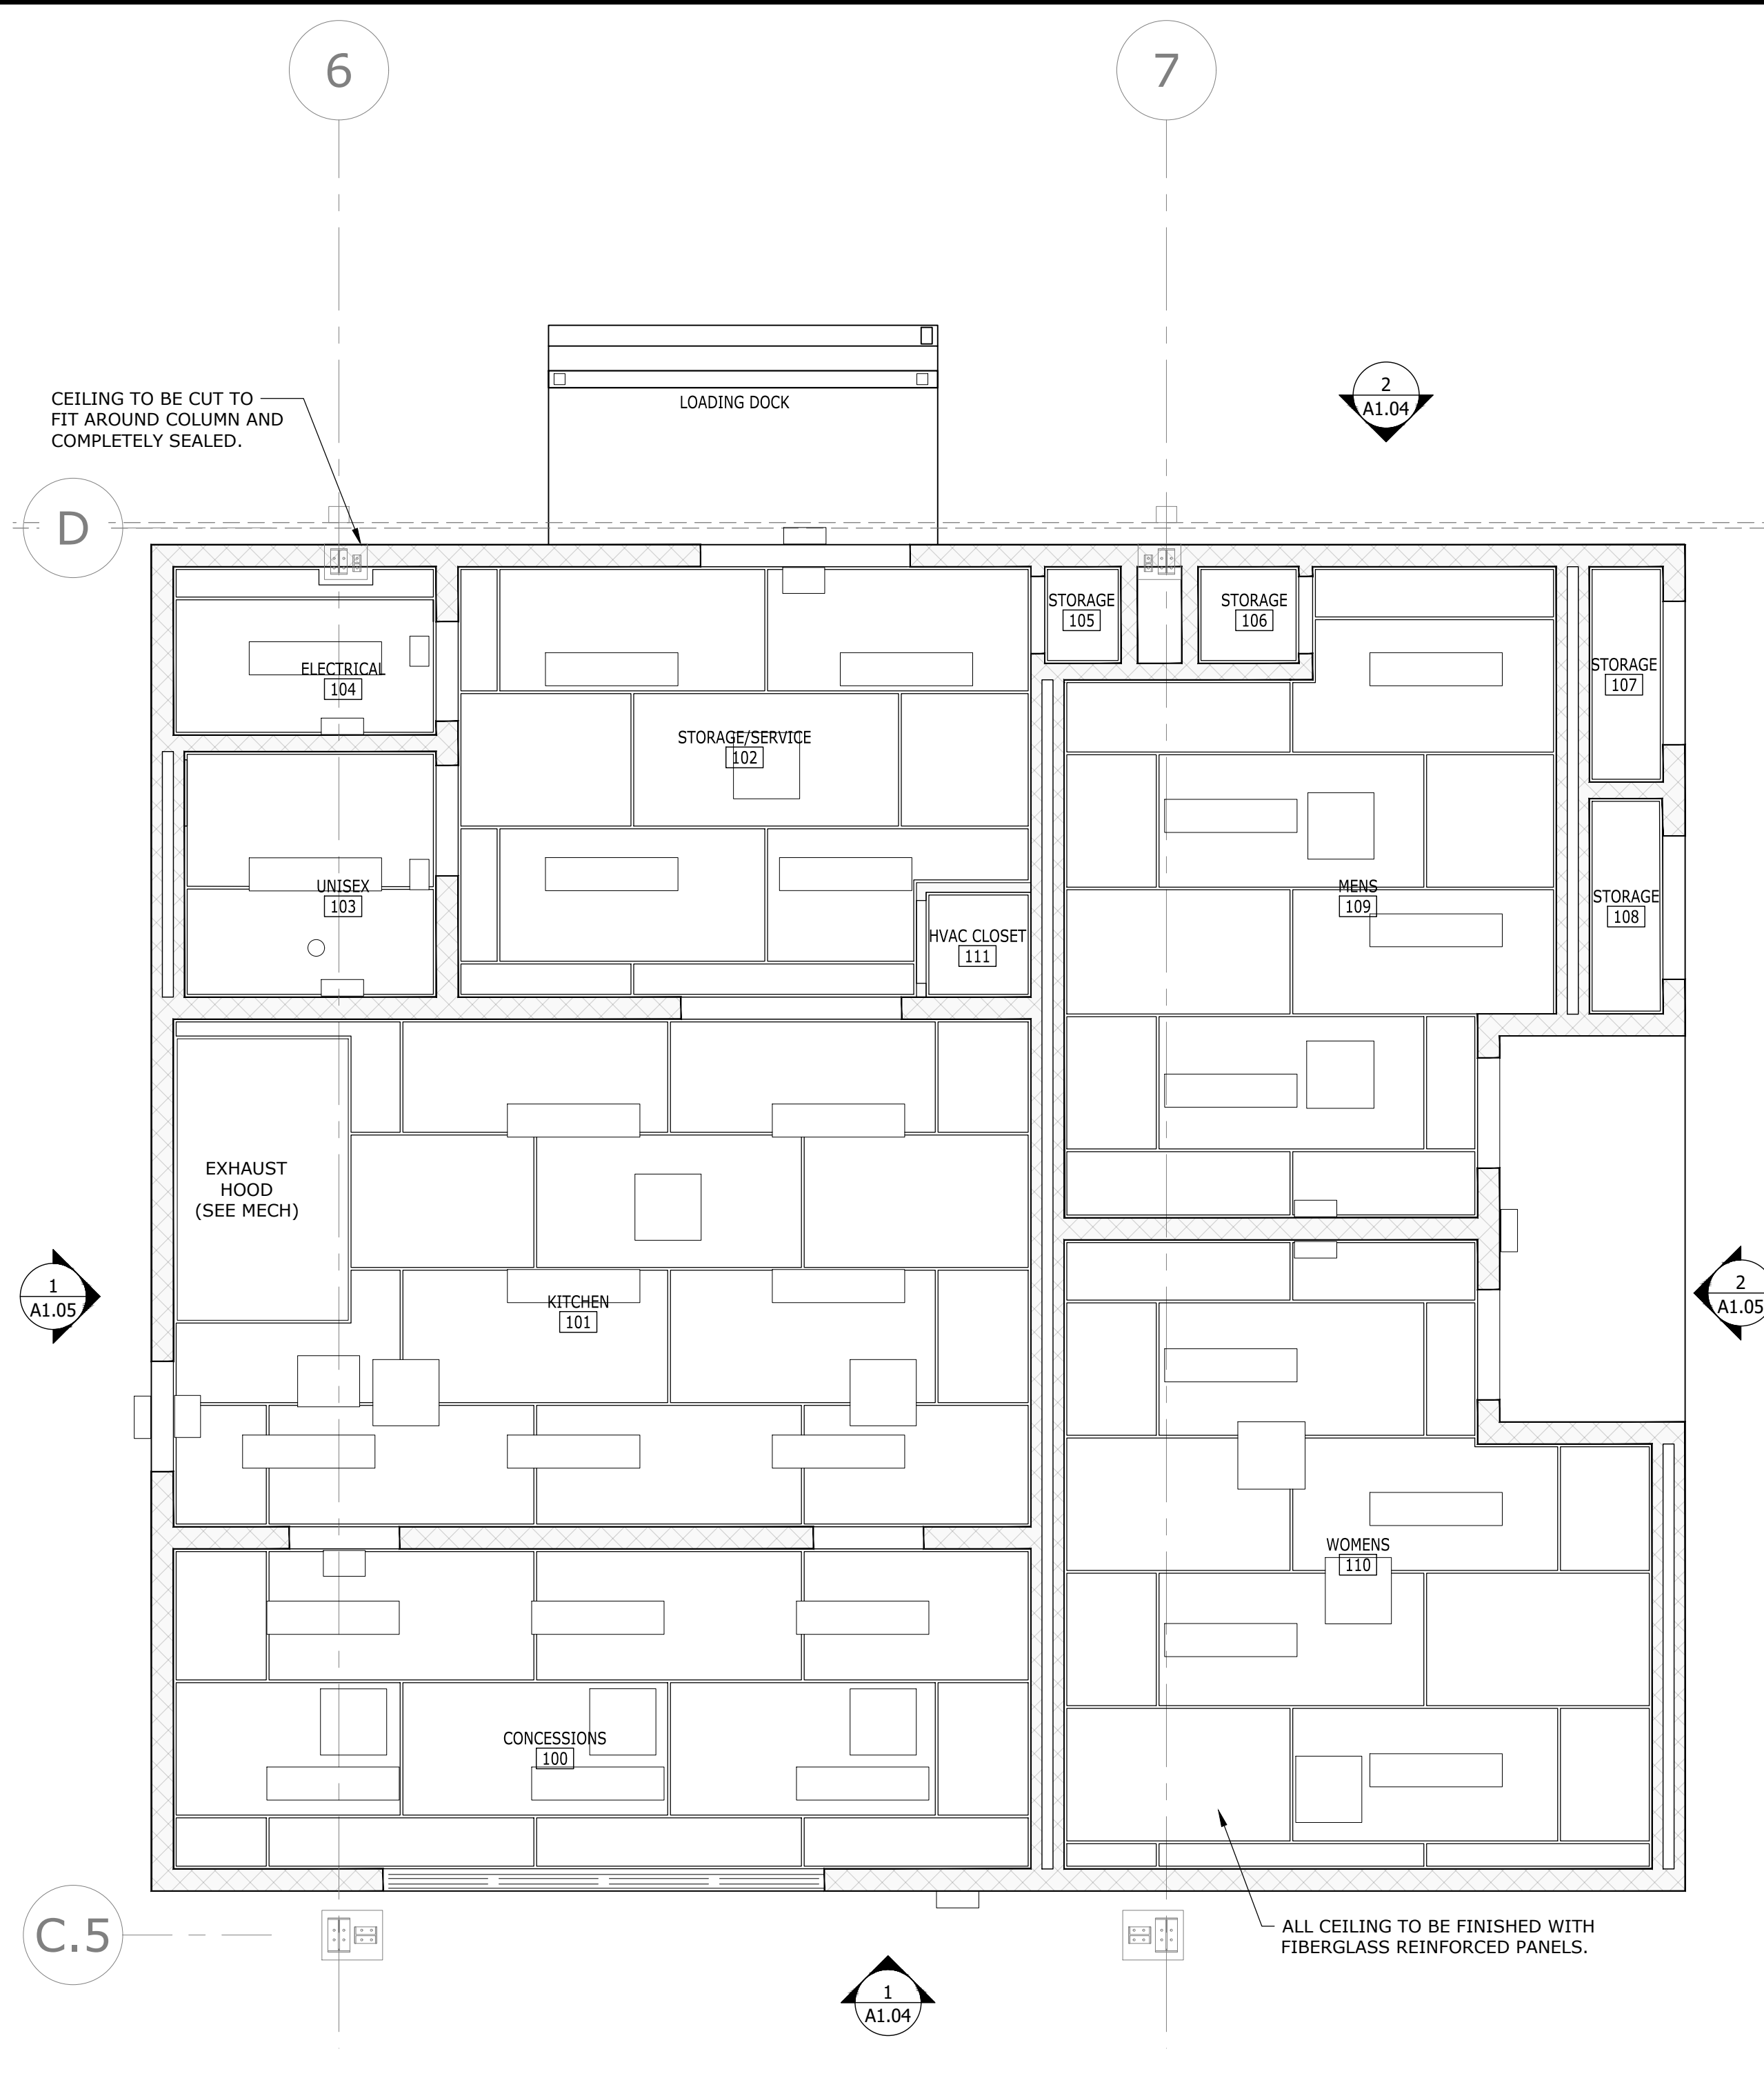 6
7
2
A1.04
CEILING TO BE CUT TO
FIT AROUND COLUMN AND
COMPLETELY SEALED.
LOADING DOCK
D
STORAGE
105
STORAGE
106
ELECTRICAL
104
STORAGE
107
STORAGE/SERVICE
102
UNISEX
103
MENS
109
STORAGE
108
HVAC CLOSET
111
EXHAUST
HOOD
(SEE MECH)
1
A1.05
2
A1.05
KITCHEN
101
WOMENS
110
CONCESSIONS
100
C.5
ALL CEILING TO BE FINISHED WITH
FIBERGLASS REINFORCED PANELS.
1
A1.04